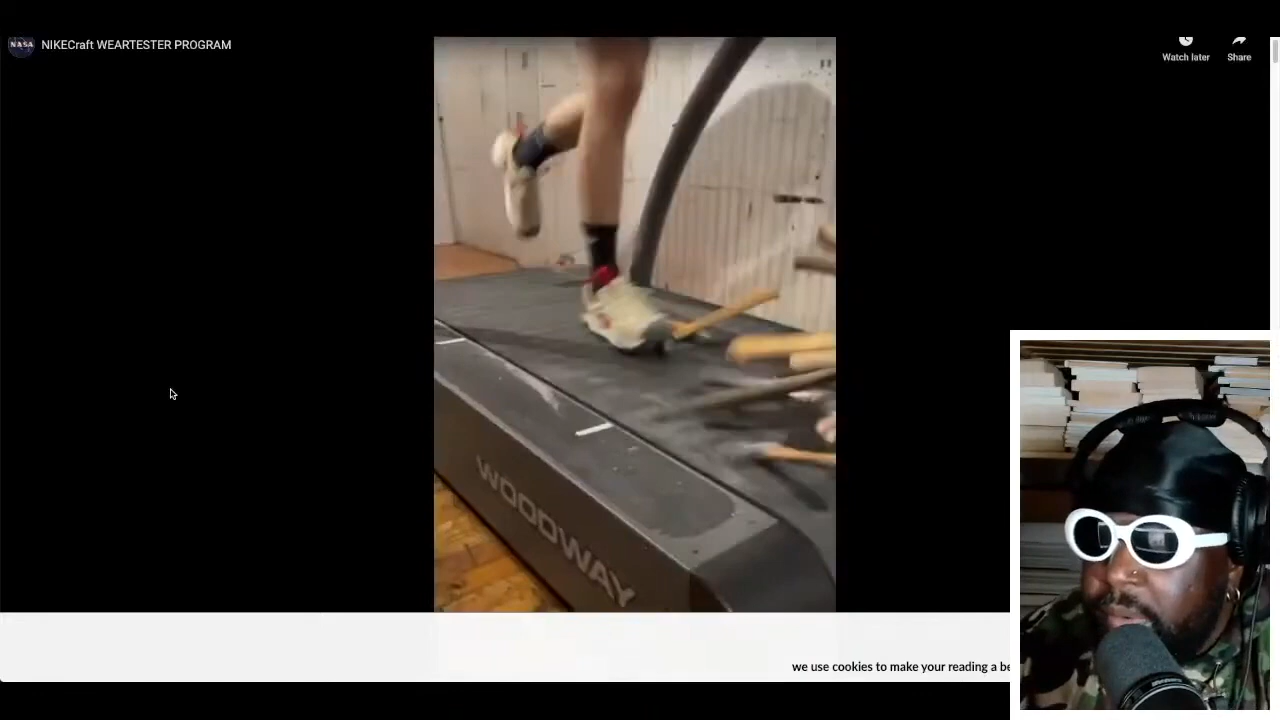 NASA
NIKECraft WEARTESTER PROGRAM
Watch later
Share
WOODWAY
we use cookies to make your reading a be